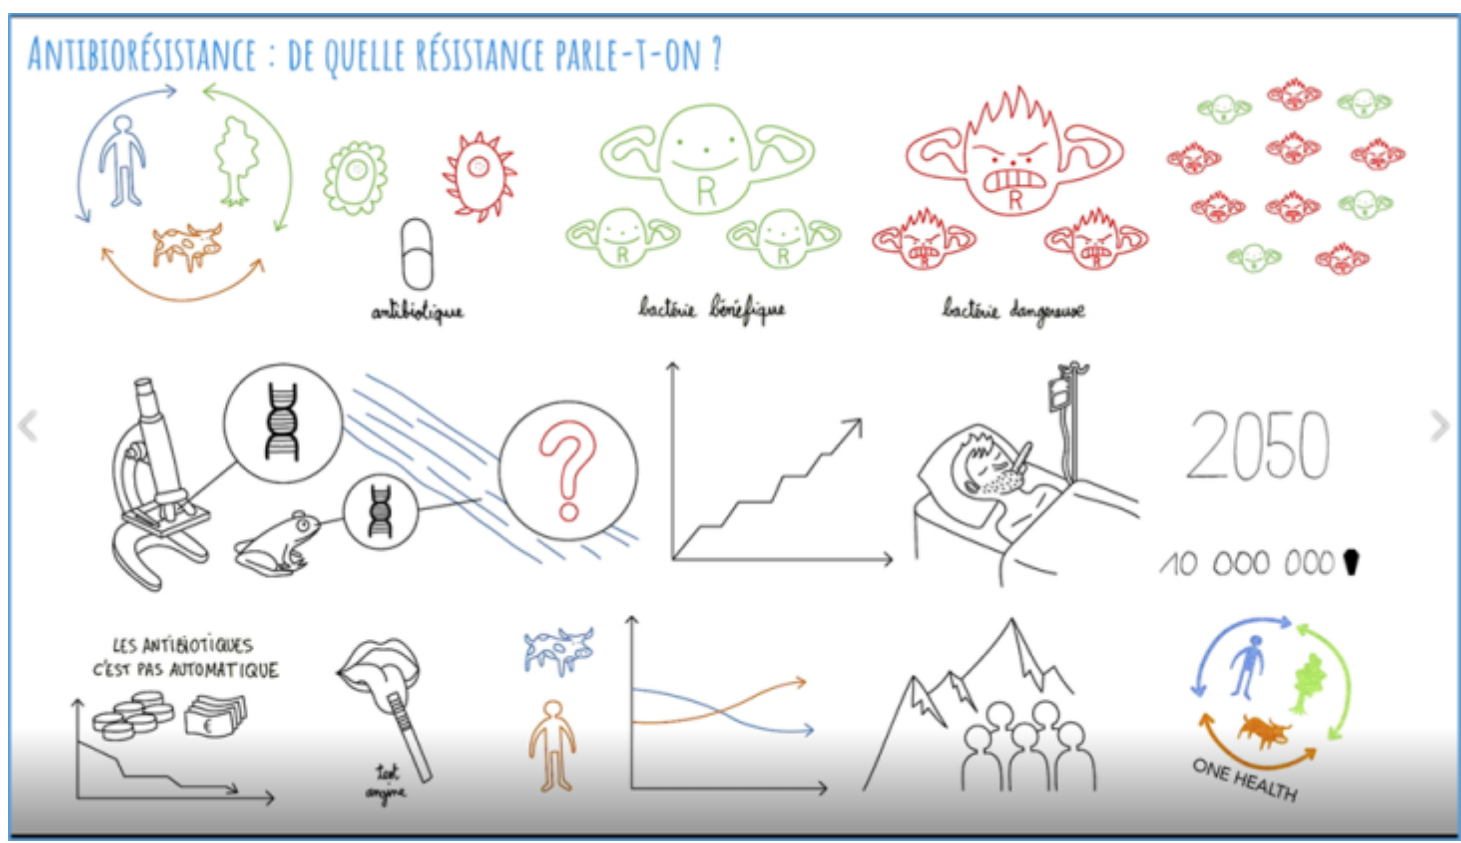 ANTIBIORÉSISTANCE : DE QUELLE RÉSISTANCE PARLE-T-ON ?
R
R
R
R
R
R
R
antibiotique
bactérie bénéfique
bactérie dangereuse
?
2050
10 000 000
LES ANTIBIOTIQUES
C'EST PAS AUTOMATIQUE
€
test
angine
ONE HEALTH